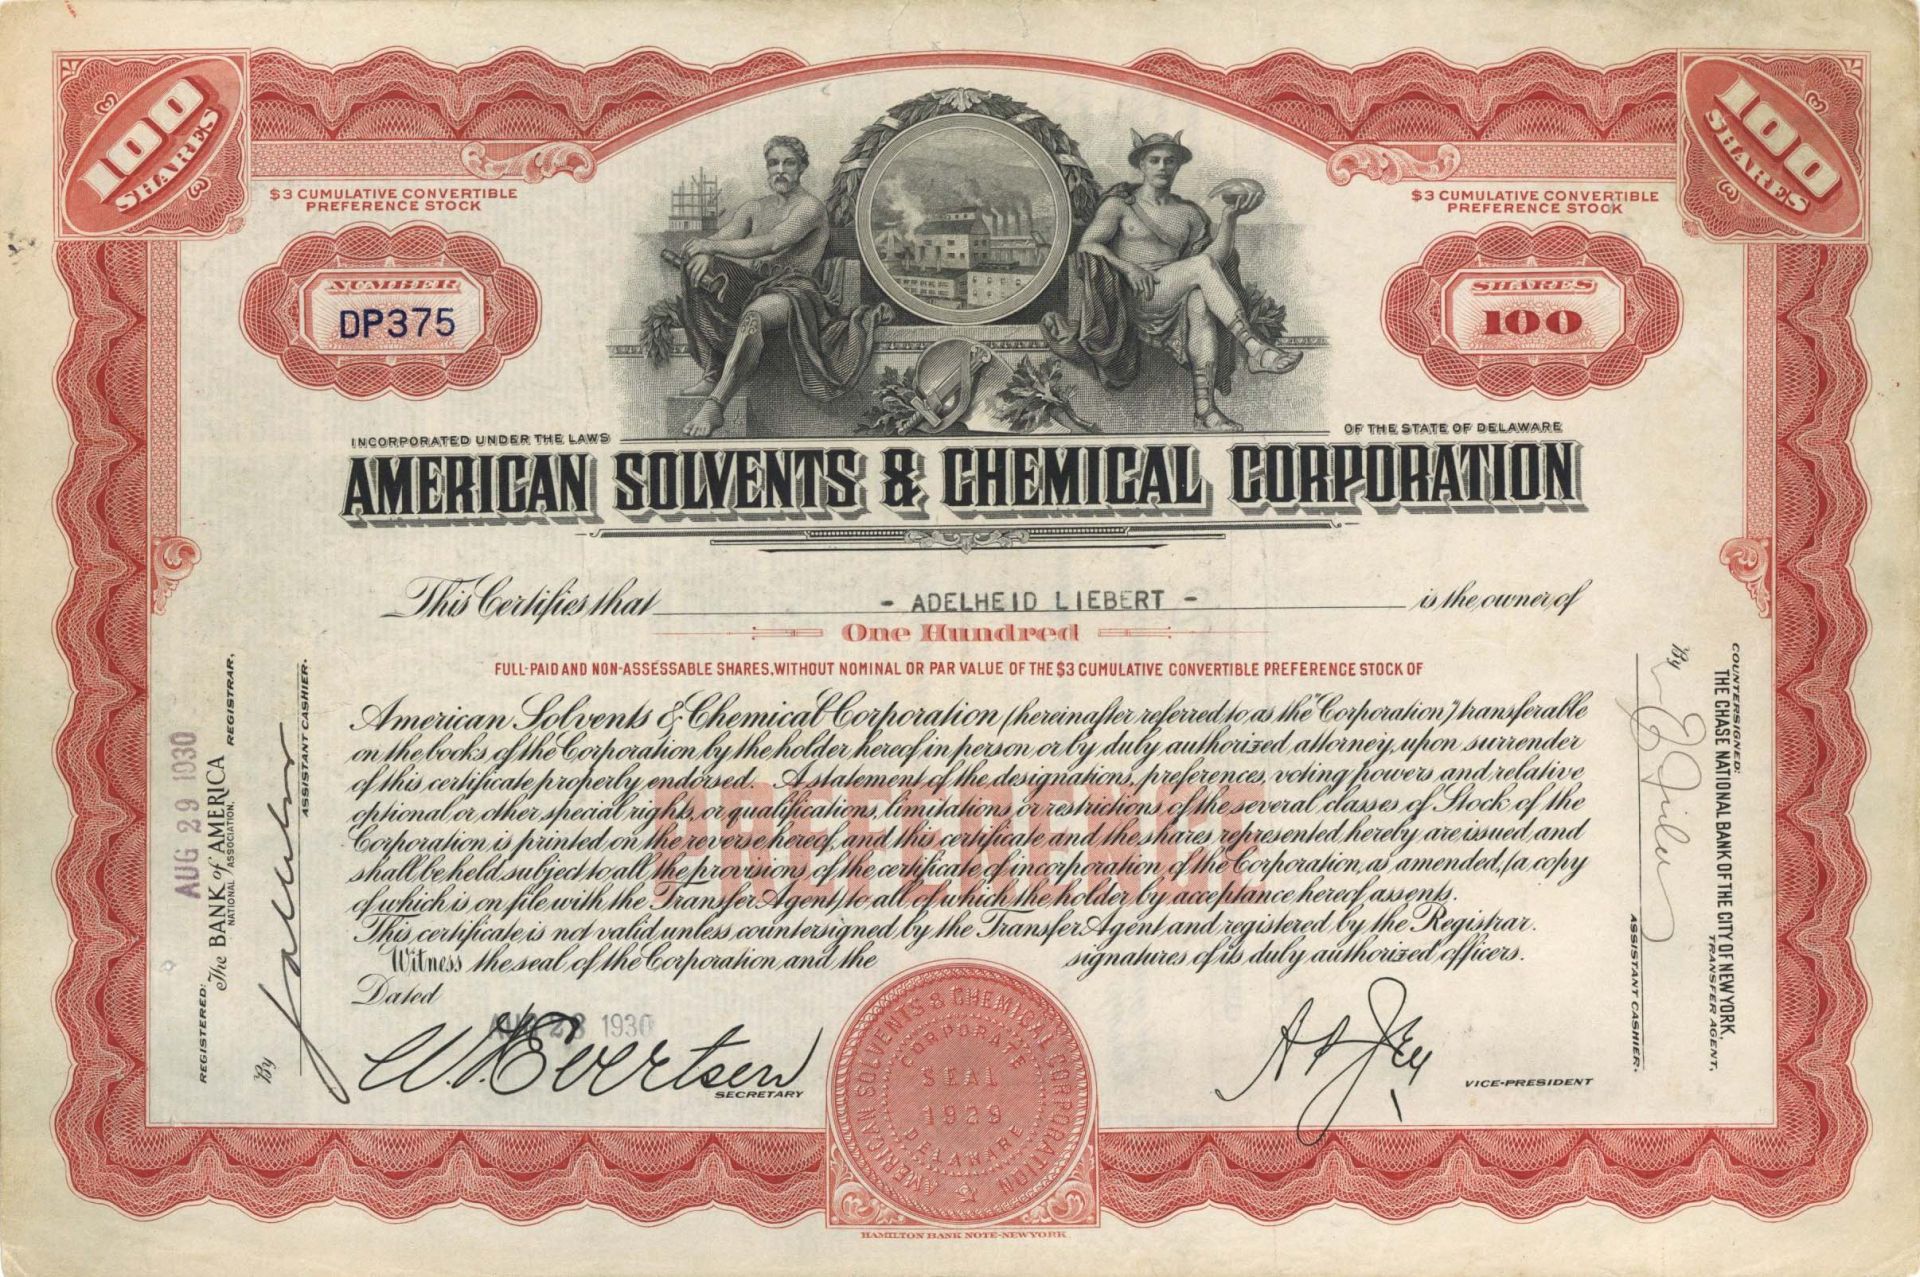 100 SHARES
100 SHARES
$3 CUMULATIVE CONVERTIBLE
PREFERENCE STOCK
$3 CUMULATIVE CONVERTIBLE
PREFERENCE STOCK
NUMBER
DP375
SHARES
100
INCORPORATED UNDER THE LAWS
OF THE STATE OF DELAWARE
AMERICAN SOLVENTS & CHEMICAL CORPORATION
This Certifies that - ADELHEID LIEBERT - is the owner of
One Hundred
FULL-PAID AND NON-ASSESSABLE SHARES, WITHOUT NOMINAL OR PAR VALUE OF THE $3 CUMULATIVE CONVERTIBLE PREFERENCE STOCK OF
American Solvents & Chemical Corporation (hereinafter referred to as the "Corporation") transferable
on the books of the Corporation by the holder hereof in person or by duly authorized attorney, upon surrender
of this certificate properly endorsed. A statement of the designations, preferences, voting powers and relative
optional or other special rights, or qualifications, limitations or restrictions of the several classes of Stock of the
Corporation is printed on the reverse hereof, and this certificate and the shares represented hereby are issued and
shall be held subject to all the provisions of the certificate of incorporation of the Corporation, as amended, (a copy
of which is on file with the Transfer Agent) to all of which the holder by acceptance hereof assents.
This certificate is not valid unless countersigned by the Transfer Agent and registered by the Registrar.
Witness the seal of the Corporation and the signatures of its duly authorized officers.
Dated
AUG 28 1930
W. Evertsen
SECRETARY
VICE-PRESIDENT
AMERICAN SOLVENTS & CHEMICAL CORPORATION
CORPORATE
SEAL
1929
DELAWARE
HAMILTON BANK NOTE-NEW YORK
AUG 29 1930
REGISTERED:
The BANK of AMERICA
NATIONAL ASSOCIATION,
REGISTRAR,
By
ASSISTANT CASHIER.
COUNTERSIGNED:
THE CHASE NATIONAL BANK OF THE CITY OF NEW YORK,
TRANSFER AGENT,
By
ASSISTANT CASHIER.